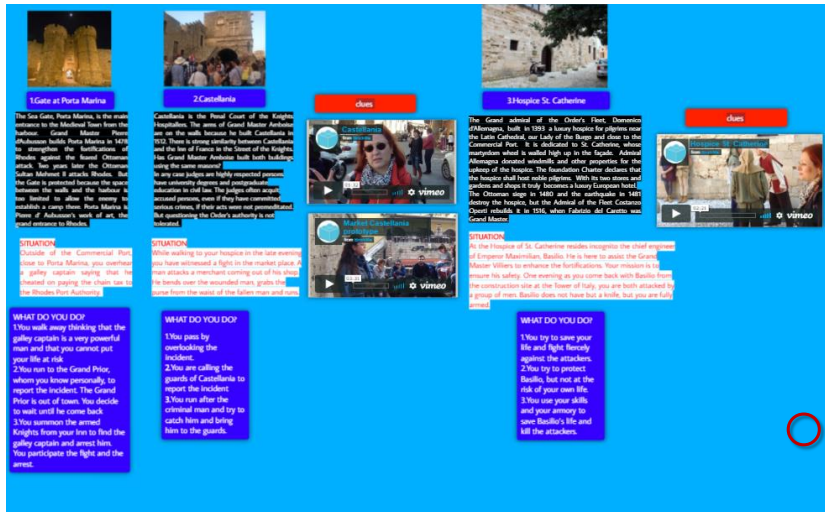 1.Gate at Porta Marina
The Sea Gate, Porta Marina, is the main
entrance to the Medieval Town from the
harbour. Grand Master Pierre
d'Aubusson builds Porta Marina in 1478
to strengthen the fortifications of
Rhodes against the feared Ottoman
attack. Two years later the Ottoman
Sultan Mehmet II attacks Rhodes. But
the Gate is protected because the space
between the walls and the harbour is
too limited to allow the enemy to
establish a camp there. Porta Marina is
Pierre d' Aubusson's work of art, the
grand entrance to Rhodes.
SITUATION
Outside of the Commercial Port,
close to Porta Marina, you overhear
a galley captain saying that he
cheated on paying the chain tax to
the Rhodes Port Authority.
WHAT DO YOU DO?
1.You walk away thinking that the
galley captain is a very powerful
man and that you cannot put
your life at risk
2.You run to the Grand Prior,
whom you know personally, to
report the incident. The Grand
Prior is out of town. You decide
to wait until he come back
3.You summon the armed
Knights from your Inn to find the
galley captain and arrest him.
You participate the fight and the
arrest.
2.Castellania
Castellania is the Penal Court of the Knights
Hospitallers. The arms of Grand Master Amboise
are on the walls because he built Castellania in
1512. There is strong similarity between Castellania
and the Inn of France in the Street of the Knights.
Has Grand Master Amboise built both buildings
using the same masons?
In any case judges are highly respected persons,
have university degrees and postgraduate
education in civil law. The judges often acquit
accused persons, even if they have committed
serious crimes, if their acts were not premeditated.
But questioning the Order's authority is not
tolerated.
SITUATION
While walking to your hospice in the late evening
you have witnessed a fight in the market place. A
man attacks a merchant coming out of his shop.
He bends over the wounded man, grabs the
purse from the waist of the fallen man and runs.
WHAT DO YOU DO?
1.You pass by
overlooking the
incident.
2.You are calling the
guards of Castellania to
report the incident
3.You run after the
criminal man and try to
catch him and bring
him to the guards.
clues
Castellania
vimeo
Market Castellania
prototype
vimeo
3.Hospice St. Catherine
The Grand admiral of the Order's Fleet, Domenico
d'Allemagna, built in 1393 a luxury hospice for pilgrims near
the Latin Cathedral, our Lady of the Burgo and close to the
Commercial Port. It is dedicated to St. Catherine, whose
martyrdom wheel is walled high up in the façade. Admiral
Allemagna donated windmills and other properties for the
upkeep of the hospice. The foundation Charter declares that
the hospice shall host noble pilgrims. With its two stores and
gardens and shops it truly becomes a luxury European hotel.
The Ottoman siege in 1480 and the earthquake in 1481
destroy the hospice, but the Admiral of the Fleet Costanzo
Operti rebuilds it in 1516, when Fabrizio del Caretto was
Grand Master.
SITUATION
At the Hospice of St. Catherine resides incognito the chief engineer
of Emperor Maximilian, Basilio. He is here to assist the Grand
Master Villiers to enhance the fortifications. Your mission is to
ensure his safety. One evening as you come back with Basilio from
the construction site at the Tower of Italy, you are both attacked by
a group of men. Basilio does not have but a knife, but you are fully
armed.
WHAT DO YOU DO?
1.You try to save your
life and fight fiercely
against the attackers.
2.You try to protect
Basilio, but not at the
risk of your own life.
3.You use your skills
and your armory to
save Basilio's life and
kill the attackers.
clues
Hospice St. Catherine
vimeo